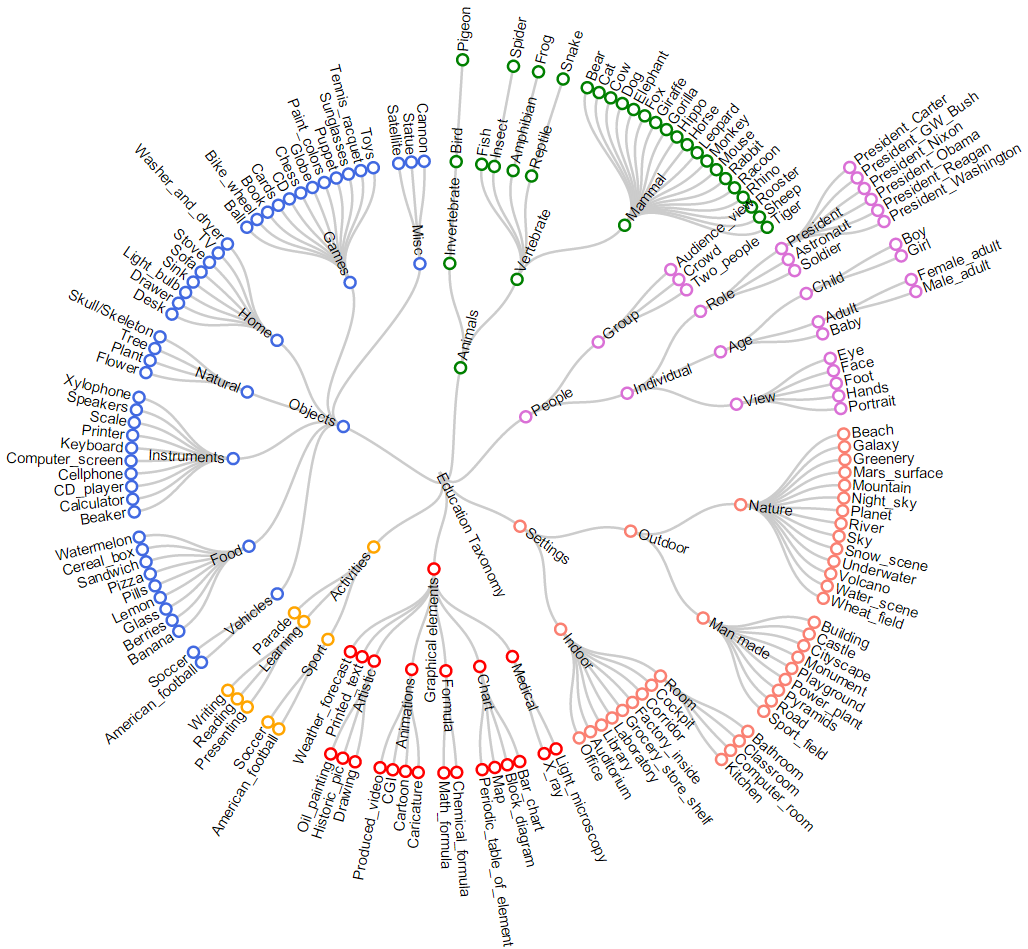 Education Taxonomy
Animals
Invertebrate
Bird
Pigeon
Vertebrate
Fish
Insect
Spider
Amphibian
Frog
Reptile
Snake
Mammal
Bear
Cat
Cow
Dog
Elephant
Fox
Giraffe
Gorilla
Hippo
Horse
Leopard
Monkey
Mouse
Rabbit
Racoon
Rhino
Rooster
Sheep
Tiger
People
Group
Audience_view
Crowd
Two_people
Individual
Role
President
President_Carter
President_GW_Bush
President_Nixon
President_Obama
President_Reagan
President_Washington
Astronaut
Soldier
Age
Child
Boy
Girl
Adult
Female_adult
Male_adult
Baby
View
Eye
Face
Foot
Hands
Portrait
Settings
Outdoor
Nature
Beach
Galaxy
Greenery
Mars_surface
Mountain
Night_sky
Planet
River
Sky
Snow_scene
Underwater
Volcano
Water_scene
Wheat_field
Man made
Building
Castle
Cityscape
Monument
Playground
Power_plant
Pyramids
Road
Sport_field
Indoor
Room
Bathroom
Classroom
Computer_room
Kitchen
Cockpit
Corridor
Factory_inside
Grocery_store_shelf
Laboratory
Library
Auditorium
Office
Graphical elements
Medical
Light_microscopy
X_ray
Chart
Bar_chart
Block_diagram
Map
Periodic_table_of_element
Formula
Chemical_formula
Math_formula
Animations
Caricature
Cartoon
CGI
Produced_video
Artistic
Drawing
Historic_pic
Oil_painting
Printed_text
Weather_forecast
Activities
Sport
American_football
Soccer
Learning
Presenting
Reading
Writing
Parade
Objects
Vehicles
American_football
Soccer
Food
Banana
Berries
Glass
Lemon
Pills
Pizza
Sandwich
Cereal_box
Watermelon
Instruments
Beaker
Calculator
CD_player
Cellphone
Computer_screen
Keyboard
Printer
Scale
Speakers
Xylophone
Natural
Flower
Plant
Tree
Skull/Skeleton
Home
Desk
Drawer
Light_bulb
Sink
Sofa
Stove
TV
Washer_and_dryer
Games
Ball
Bike_wheel
Book
Cards
CD
Chess
Globe
Paint_colors
Puppet
Sunglasses
Tennis_racquet
Toys
Misc
Satellite
Statue
Cannon